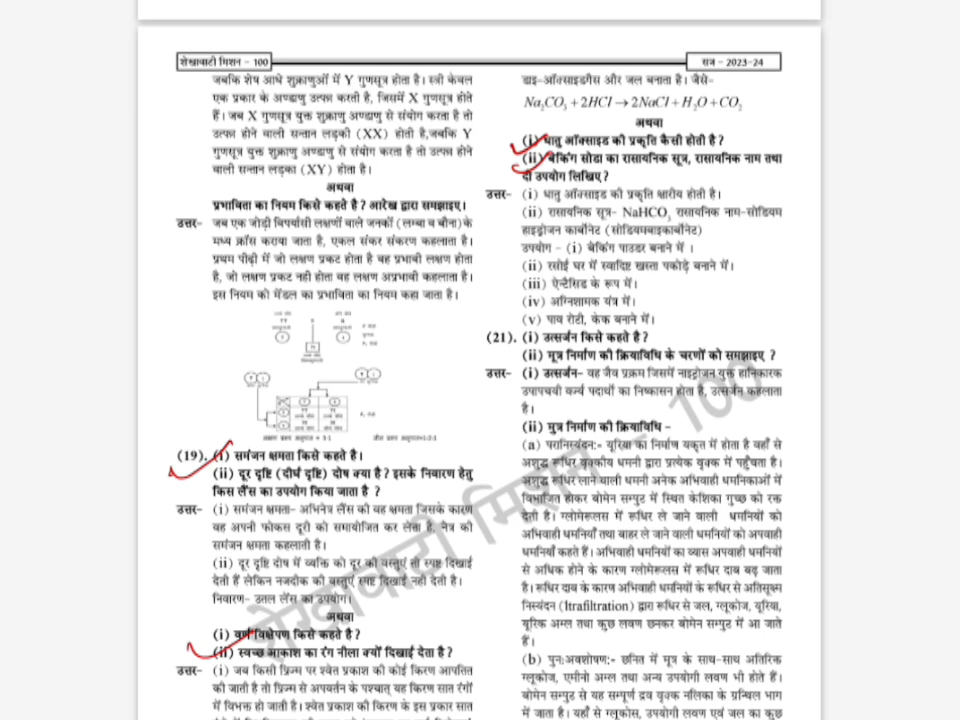 शेखावाटी मिशन - 100
सत्र - 2023-24
जबकि शेष आधे शुक्राणुओं में Y गुणसूत्र होता है। स्त्री केवल
एक प्रकार के अण्डाणु उत्पन्न करती है, जिसमें X गुणसूत्र होते
हैं। जब X गुणसूत्र युक्त शुक्राणु अण्डाणु से संयोग करता है तो
उत्पन्न होने वाली सन्तान लड़की (XX) होती है,जबकि Y
गुणसूत्र युक्त शुक्राणु अण्डाणु से संयोग करता है तो उत्पन्न होने
वाली सन्तान लड़का (XY) होता है।
अथवा
प्रभाविता का नियम किसे कहते है? आरेख द्वारा समझाइए।
उत्तर- जब एक जोड़ी विपर्यासी लक्षणों वाले जनकों (लम्बा व बौना) के
मध्य क्रॉस कराया जाता है, एकल संकर संकरण कहलाता है।
प्रथम पीढ़ी में जो लक्षण प्रकट होता है वह प्रभावी लक्षण होता
है, जो लक्षण प्रकट नही होता वह लक्षण अप्रभावी कहलाता है।
इस नियम को मेंडल का प्रभाविता का नियम कहा जाता है।
(19). (i) समंजन क्षमता किसे कहते है।
(ii) दूर दृष्टि (दीर्घ दृष्टि) दोष क्या है? इसके निवारण हेतु
किस लैंस का उपयोग किया जाता है ?
उत्तर- (i) समंजन क्षमता- अभिनेत्र लैंस की वह क्षमता जिसके कारण
वह अपनी फोकस दूरी को समायोजित कर लेता है, नेत्र की
समंजन क्षमता कहलाती है।
(ii) दूर दृष्टि दोष में व्यक्ति को दूर की वस्तुएँ तो स्पष्ट दिखाई
देती हैं लेकिन नजदीक की वस्तुएँ स्पष्ट दिखाई नही देती है।
निवारण- उतल लेंस का उपयोग।
अथवा
(i) वर्ण विक्षेपण किसे कहते है?
(ii) स्वच्छ आकाश का रंग नीला क्यों दिखाई देता है?
उत्तर- (i) जब किसी प्रिज्म पर श्वेत प्रकाश की कोई किरण आपतित
की जाती है तो प्रिज्म से अपवर्तन के पश्चात् यह किरण सात रंगों
में विभक्त हो जाती है। श्वेत प्रकाश की किरण के इस प्रकार सात
डाइ-ऑक्साइडगैस और जल बनाता है। जैसे-
Na₂CO₃ + 2HCl → 2NaCl + H₂O + CO₂
अथवा
(i) धातु ऑक्साइड की प्रकृति कैसी होती है?
(ii) बेकिंग सोडा का रासायनिक सूत्र, रासायनिक नाम तथा
दो उपयोग लिखिए?
उत्तर- (i) धातु ऑक्साइड की प्रकृति क्षारीय होती है।
(ii) रासायनिक सूत्र- NaHCO₃ रासायनिक नाम-सोडियम
हाइड्रोजन कार्बोनेट (सोडियमबाइकार्बोनेट)
उपयोग - (i) बेकिंग पाउडर बनाने में ।
(ii) रसोई घर में स्वादिष्ट खस्ता पकोड़े बनाने में।
(iii) ऐन्टैसिड के रूप में।
(iv) अग्निशामक यंत्र में।
(v) पाव रोटी, केक बनाने में।
(21). (i) उत्सर्जन किसे कहते है?
(ii) मूत्र निर्माण की क्रियाविधि के चरणों को समझाइए ?
उत्तर- (i) उत्सर्जन- वह जैव प्रक्रम जिसमें नाइट्रोजन युक्त हानिकारक
उपापचयी वर्ज्य पदार्थों का निष्कासन होता है, उत्सर्जन कहलाता
है।
(ii) मुत्र निर्माण की क्रियाविधि -
(a) परानिस्यंदन:- यूरिया का निर्माण यकृत में होता है वहाँ से
अशुद्ध रूधिर वृक्कीय धमनी द्वारा प्रत्येक वृक्क में पहुँचता है।
अशुद्ध रूधिर लाने वाली धमनी अनेक अभिवाही धमनिकाओं में
विभाजित होकर बोमेन सम्पुट में स्थित केशिका गुच्छ को रक्त
देती है। ग्लोमेरूलस में रूधिर ले जाने वाली धमनियों को
अभिवाही धमनियाँ तथा बाहर ले जाने वाली धमनियों को अपवाही
धमनियाँ कहते हैं। अभिवाही धमनियों का व्यास अपवाही धमनियों
से अधिक होने के कारण ग्लोमेरूलस में रूधिर दाब बढ़ जाता
है। रूधिर दाब के कारण अभिवाही धमनियों के रूधिर से अतिसूक्ष्म
निस्यंदन (ltrafiltration) द्वारा रूधिर से जल, ग्लूकोज, यूरिया,
यूरिक अम्ल तथा कुछ लवण छनकर बोमेन सम्पुट में आ जाते
हैं।
(b) पुनःअवशोषण:- छनित में मूत्र के साथ-साथ अतिरिक्त
ग्लूकोज, एमीनो अम्ल तथा अन्य उपयोगी लवण भी होते हैं।
बोमेन सम्पुट से यह सम्पूर्ण द्रव वृक्क नलिका के ग्रन्थिल भाग
में जाता है। यहाँ से ग्लूकोस, उपयोगी लवण एवं जल का कुछ
शेखावाटी मिशन - 100